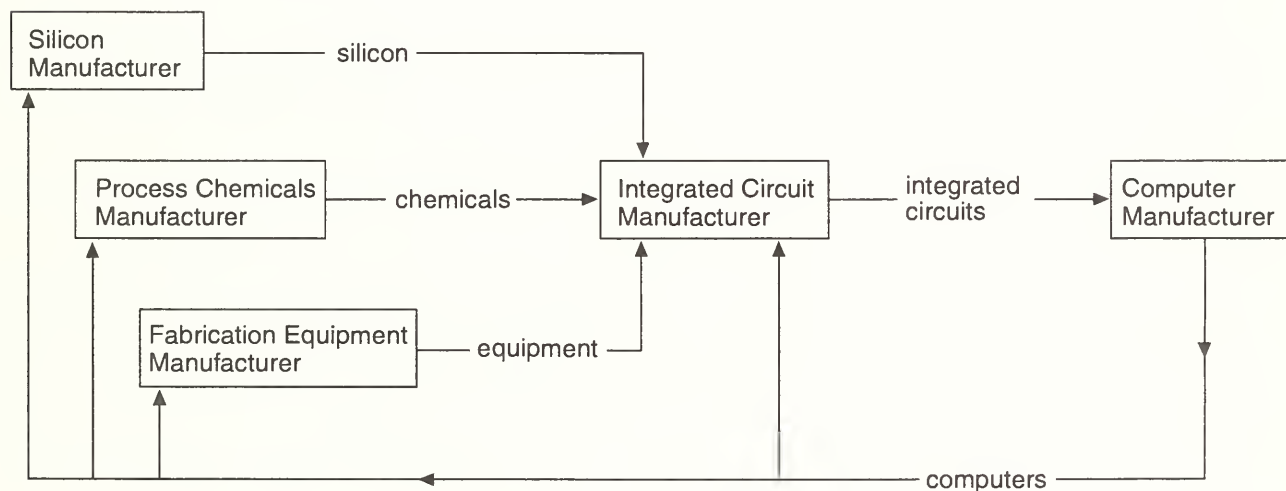 Silicon
Manufacturer
silicon
Process Chemicals
Manufacturer
chemicals
Integrated Circuit
Manufacturer
integrated
circuits
Computer
Manufacturer
Fabrication Equipment
Manufacturer
equipment
computers